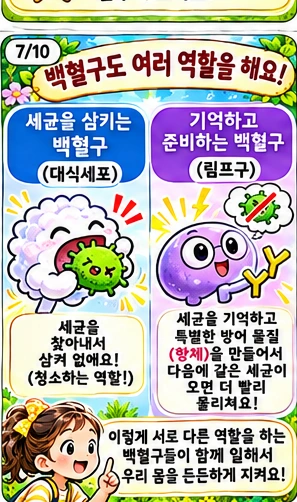 7/10
백혈구도 여러 역할을 해요!
세균을 삼키는
백혈구
(대식세포)
기억하고
준비하는 백혈구
(림프구)
세균을
찾아내서
삼켜 없애요!
(청소하는 역할!)
세균을 기억하고
특별한 방어 물질
(항체)을 만들어서
다음에 같은 세균이
오면 더 빨리
물리쳐요!
이렇게 서로 다른 역할을 하는
백혈구들이 함께 일해서
우리 몸을 든든하게 지켜요!